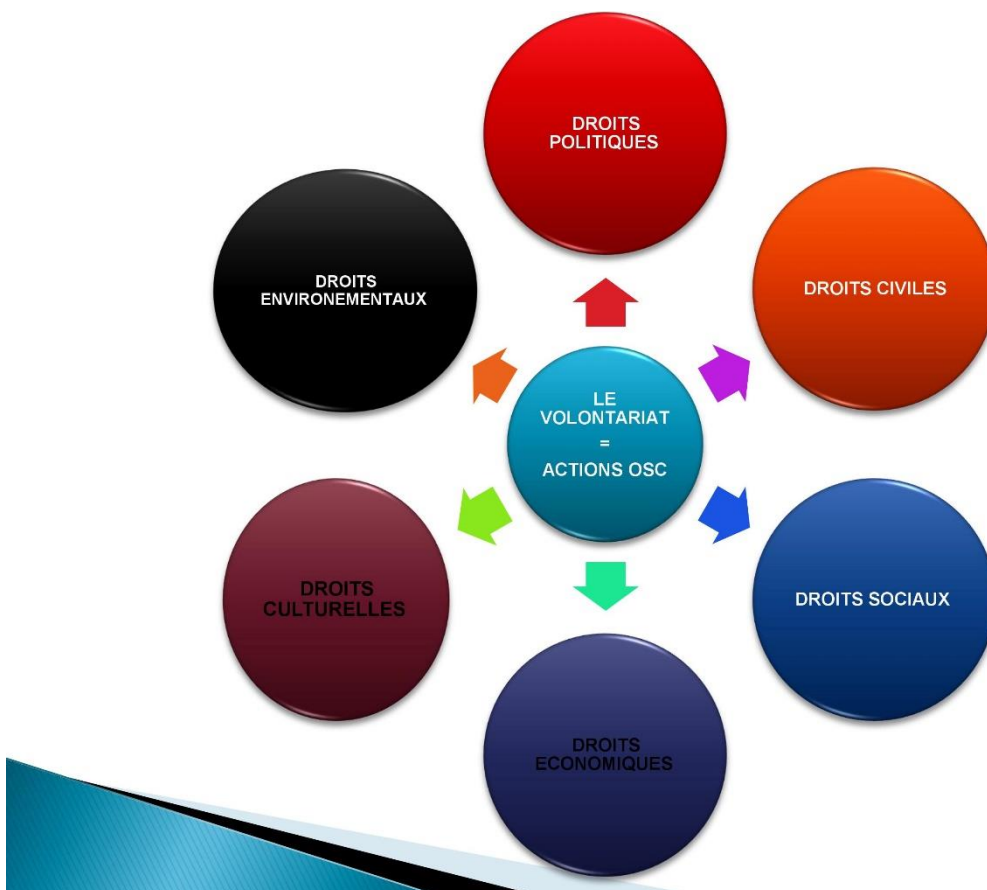 DROITS
POLITIQUES
DROITS CIVILES
DROITS SOCIAUX
DROITS
ECONOMIQUES
DROITS
CULTURELLES
DROITS
ENVIRONEMENTAUX
LE
VOLONTARIAT
=
ACTIONS OSC